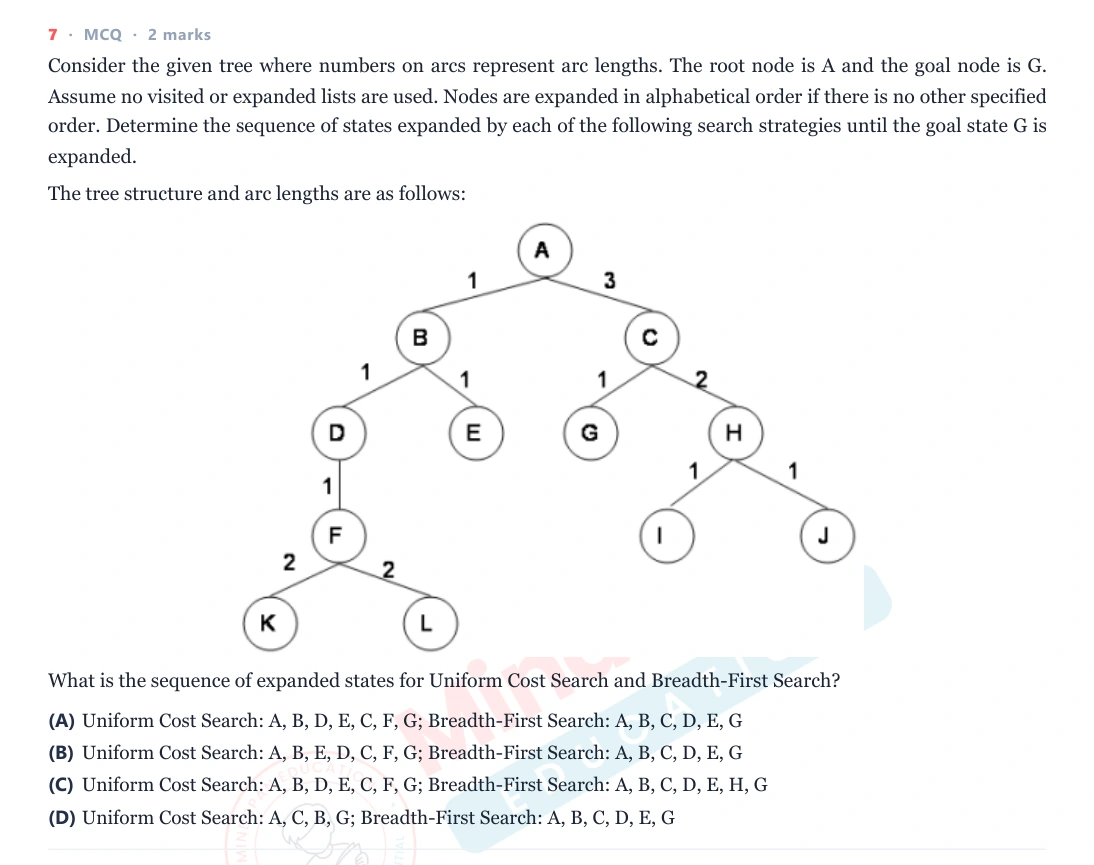 7 · MCQ · 2 marks
Consider the given tree where numbers on arcs represent arc lengths. The root node is A and the goal node is G.
Assume no visited or expanded lists are used. Nodes are expanded in alphabetical order if there is no other specified
order. Determine the sequence of states expanded by each of the following search strategies until the goal state G is
expanded.
The tree structure and arc lengths are as follows:
A
1 3
B C
1 1 1 2
D E G H
1 1 1
F I J
2 2
K L
What is the sequence of expanded states for Uniform Cost Search and Breadth-First Search?
(A) Uniform Cost Search: A, B, D, E, C, F, G; Breadth-First Search: A, B, C, D, E, G
(B) Uniform Cost Search: A, B, E, D, C, F, G; Breadth-First Search: A, B, C, D, E, G
(C) Uniform Cost Search: A, B, D, E, C, F, G; Breadth-First Search: A, B, C, D, E, H, G
(D) Uniform Cost Search: A, C, B, G; Breadth-First Search: A, B, C, D, E, G